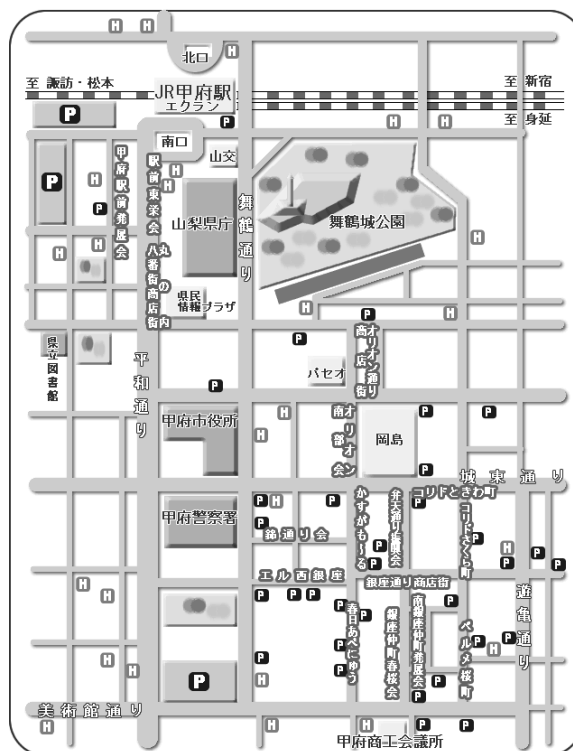 H
H
北口
H
至 諏訪・松本
JR甲府駅
エクラン
至 新宿
至 身延
P
P
H
H
南口
山交
P
甲府駅前発展会
H
P
H
H
駅前東栄会
H
H
山梨県庁
舞鶴通り
舞鶴城公園
H
丸の内
八番街商店街
県民
情報プラザ
H
P
H
県立図書館
平和通り
P
P
パセオ
オリオン通り
商店街
甲府市役所
H
H
オリオン
南部会
岡島
P
P
P
城東通り
甲府警察署
P
H
P
P
錦通り会
かすがも〜る
弁天通り発展会
コリドときわ町
P
コリドさくら町
P
P
P
P
H
P
P
エル西銀座
銀座通り商店街
遊亀通り
H
H
P
P
P
P
P
P
P
春日あべにゅう
銀座仲町春桜会
南銀座仲町発展会
P
ベルメ桜町
P
P
H
H
H
P
H
P
P
P
美術館通り
H
H
甲府商工会議所
H
P
P